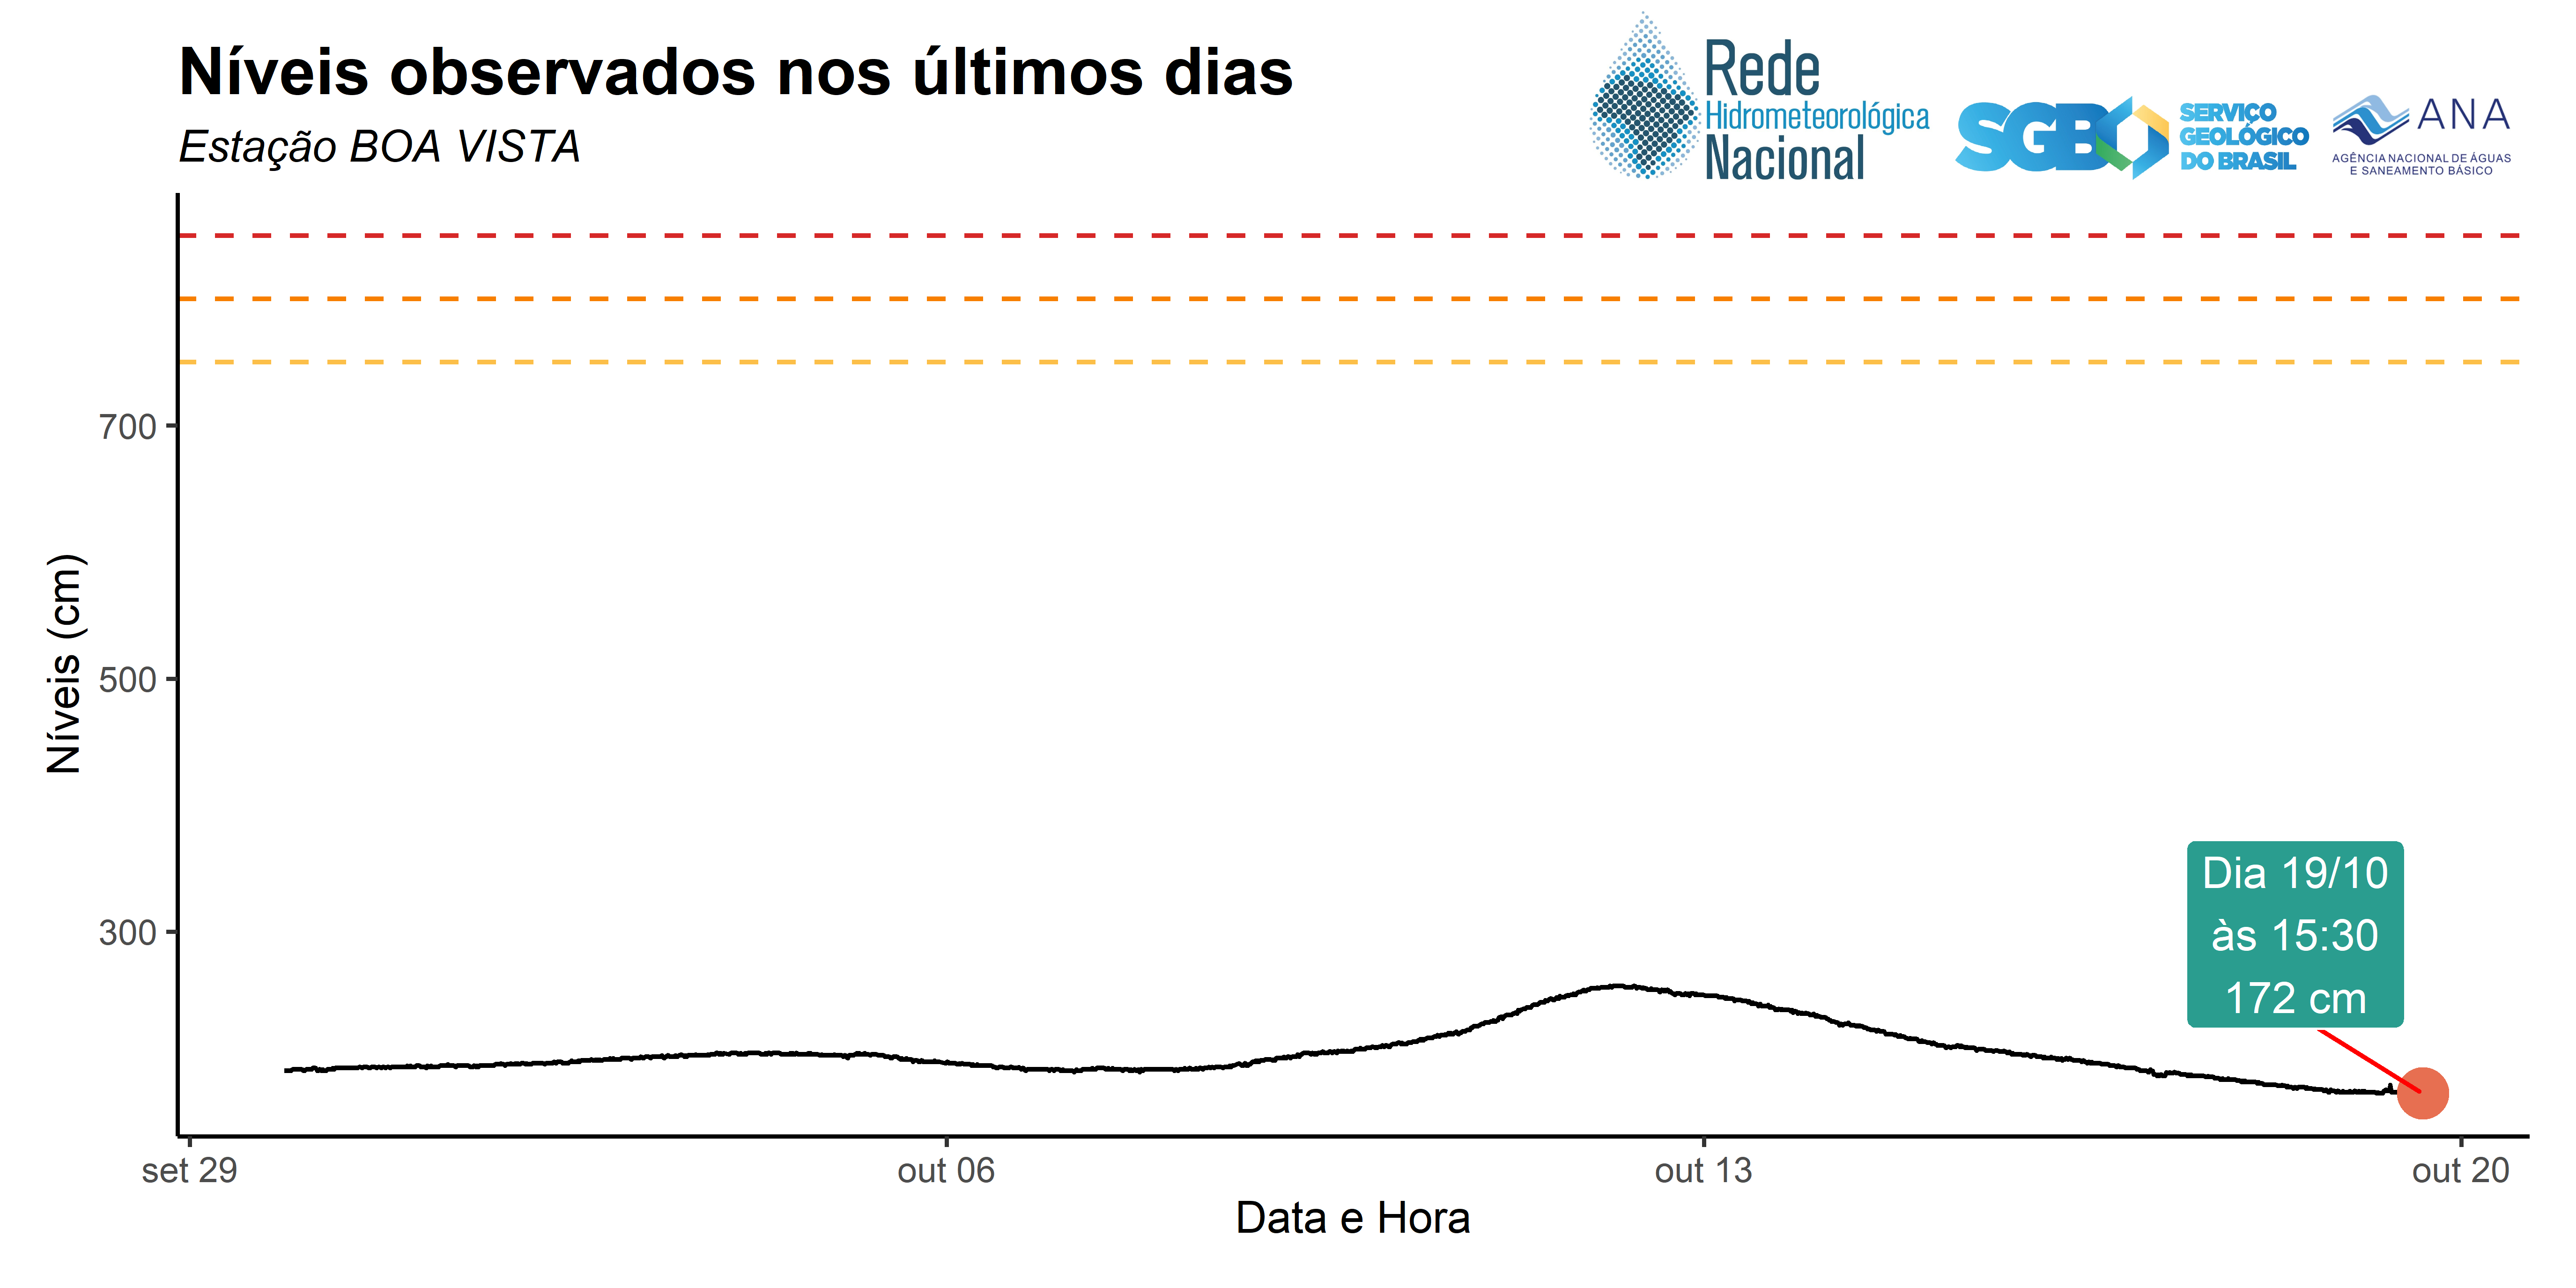 Níveis observados nos últimos dias
Estação BOA VISTA
Rede
Hidrometeorológica
Nacional
SGB
SERVIÇO
GEOLÓGICO
DO BRASIL
ANA
AGÊNCIA NACIONAL DE ÁGUAS
E SANEAMENTO BÁSICO
Níveis (cm)
700
500
300
Dia 19/10
às 15:30
172 cm
set 29
out 06
out 13
out 20
Data e Hora